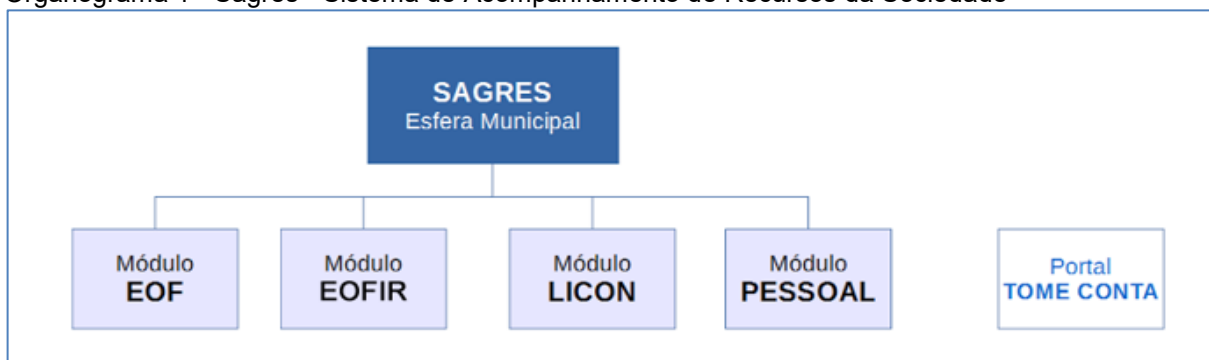 Organograma 1 - Sagres - Sistema de Acompanhamento de Recursos da Sociedade
SAGRES
Esfera Municipal
Módulo
EOF
Módulo
EOFIR
Módulo
LICON
Módulo
PESSOAL
Portal
TOME CONTA